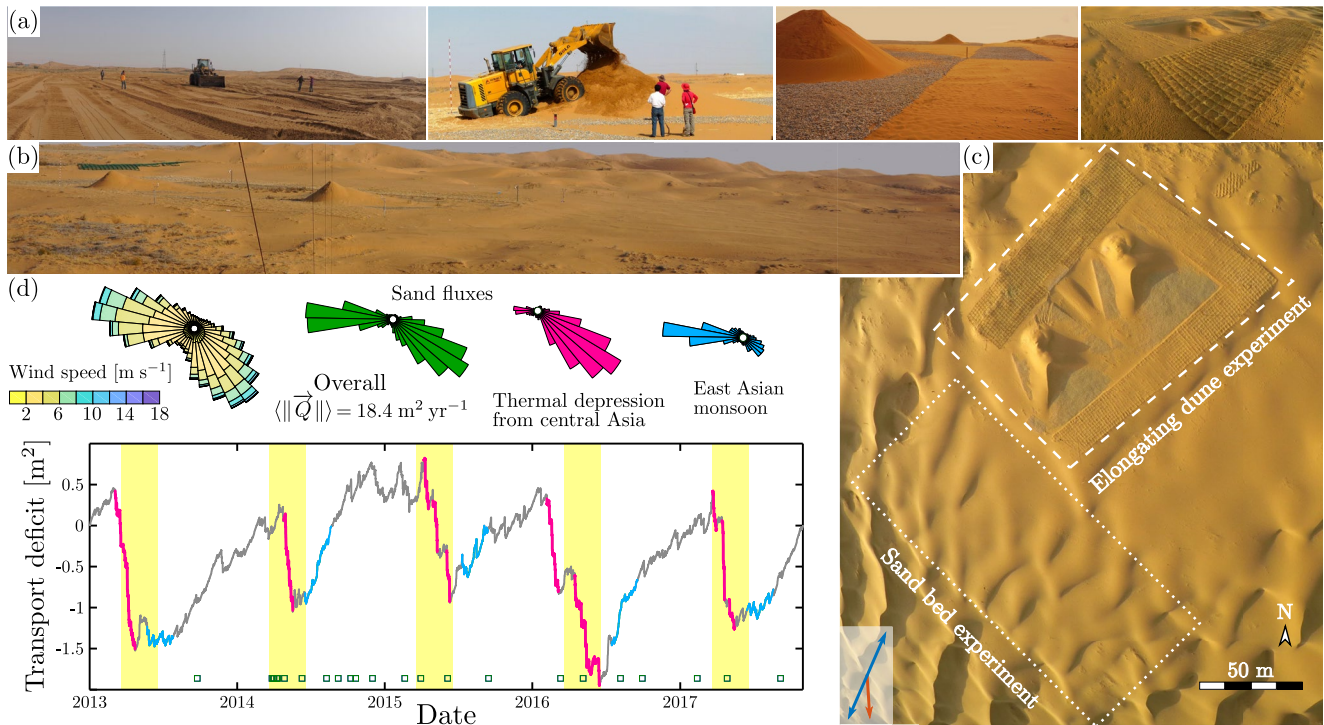 (a)
(b)
(c)
(d)
Sand fluxes
Wind speed [m s⁻¹]
2 6 10 14 18
Overall
⟨‖Q⃗‖⟩ = 18.4 m² yr⁻¹
Thermal depression
from central Asia
East Asian
monsoon
Transport deficit [m²]
0.5
0
-0.5
-1
-1.5
2013 2014 2015 2016 2017
Date
Elongating dune experiment
Sand bed experiment
N
50 m